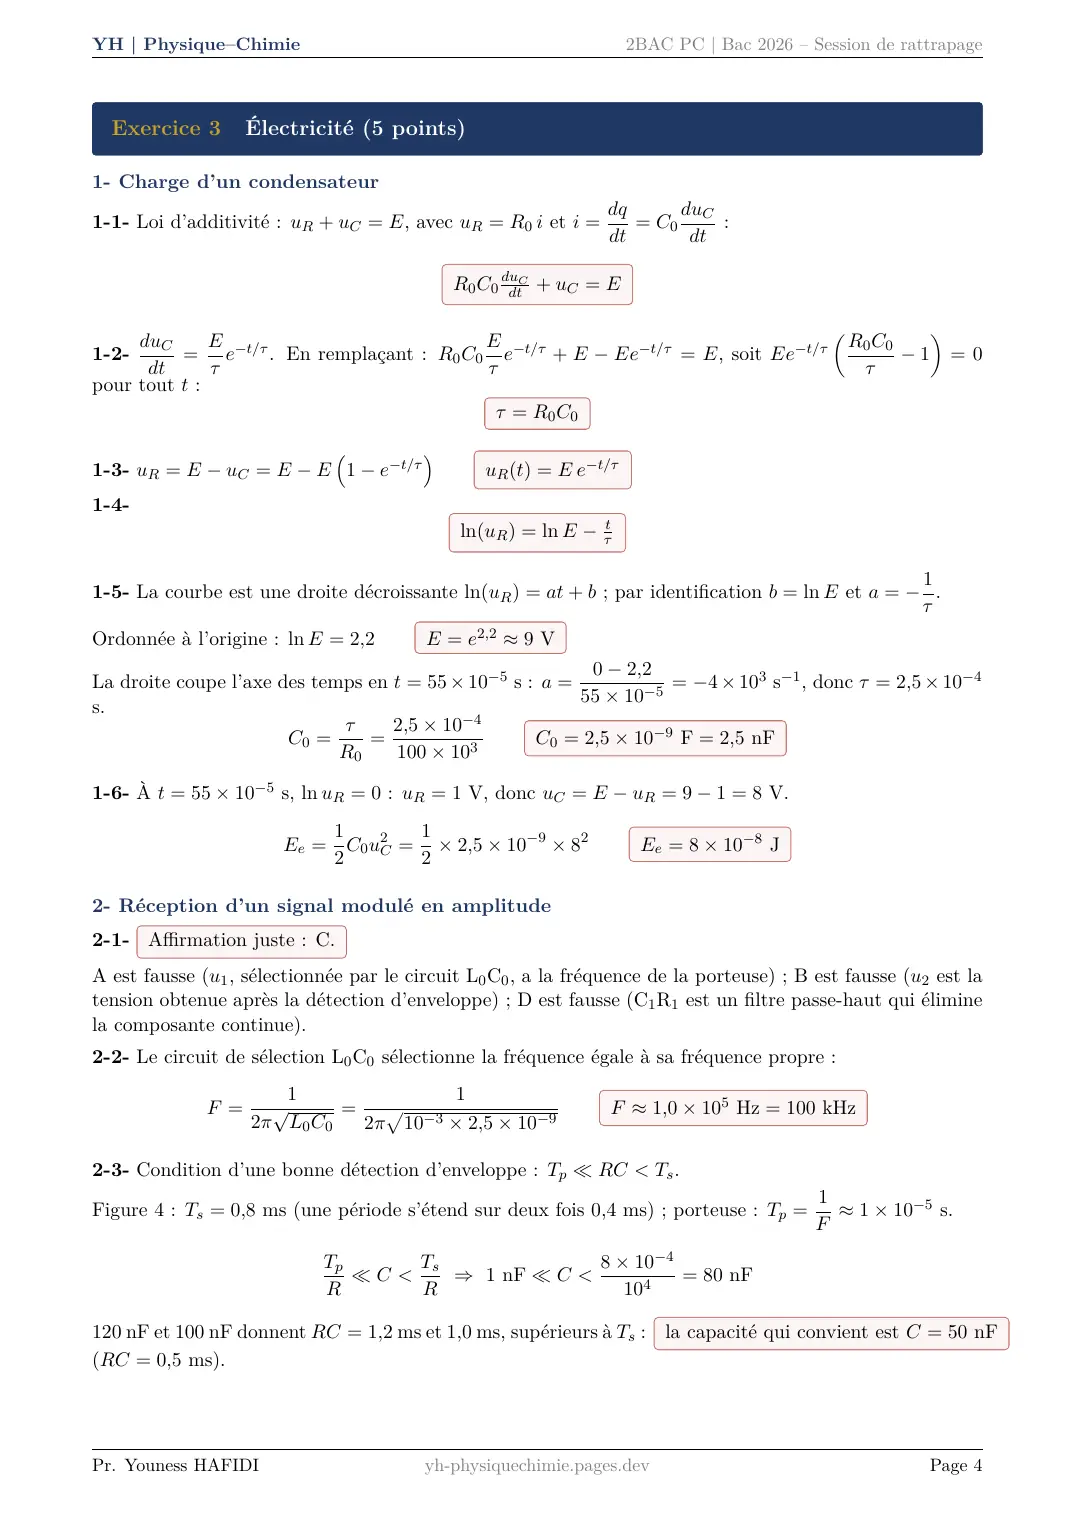 YH | Physique–Chimie 2BAC PC | Bac 2026 – Session de rattrapage
Exercice 3 Électricité (5 points)
1- Charge d'un condensateur
1-1- Loi d'additivité : u_R + u_C = E, avec u_R = R_0 i et i = dq/dt = C_0 du_C/dt :
R_0C_0 du_C/dt + u_C = E
1-2- du_C/dt = E/τ e^{−t/τ}. En remplaçant : R_0C_0 E/τ e^{−t/τ} + E − Ee^{−t/τ} = E, soit Ee^{−t/τ} (R_0C_0/τ − 1) = 0
pour tout t :
τ = R_0C_0
1-3- u_R = E − u_C = E − E (1 − e^{−t/τ}) u_R(t) = E e^{−t/τ}
1-4-
ln(u_R) = ln E − t/τ
1-5- La courbe est une droite décroissante ln(u_R) = at + b ; par identification b = ln E et a = −1/τ.
Ordonnée à l'origine : ln E = 2,2 E = e^{2,2} ≈ 9 V
La droite coupe l'axe des temps en t = 55 × 10^{−5} s : a = (0 − 2,2)/(55 × 10^{−5}) = −4 × 10^3 s^{−1}, donc τ = 2,5 × 10^{−4}
s.
C_0 = τ/R_0 = (2,5 × 10^{−4})/(100 × 10^3) C_0 = 2,5 × 10^{−9} F = 2,5 nF
1-6- À t = 55 × 10^{−5} s, ln u_R = 0 : u_R = 1 V, donc u_C = E − u_R = 9 − 1 = 8 V.
E_e = 1/2 C_0u_C^2 = 1/2 × 2,5 × 10^{−9} × 8^2 E_e = 8 × 10^{−8} J
2- Réception d'un signal modulé en amplitude
2-1- Affirmation juste : C.
A est fausse (u_1, sélectionnée par le circuit L_0C_0, a la fréquence de la porteuse) ; B est fausse (u_2 est la
tension obtenue après la détection d'enveloppe) ; D est fausse (C_1R_1 est un filtre passe-haut qui élimine
la composante continue).
2-2- Le circuit de sélection L_0C_0 sélectionne la fréquence égale à sa fréquence propre :
F = 1/(2π√(L_0C_0)) = 1/(2π√(10^{−3} × 2,5 × 10^{−9})) F ≈ 1,0 × 10^5 Hz = 100 kHz
2-3- Condition d'une bonne détection d'enveloppe : T_p ≪ RC < T_s.
Figure 4 : T_s = 0,8 ms (une période s'étend sur deux fois 0,4 ms) ; porteuse : T_p = 1/F ≈ 1 × 10^{−5} s.
T_p/R ≪ C < T_s/R ⇒ 1 nF ≪ C < (8 × 10^{−4})/10^4 = 80 nF
120 nF et 100 nF donnent RC = 1,2 ms et 1,0 ms, supérieurs à T_s : la capacité qui convient est C = 50 nF
(RC = 0,5 ms).
Pr. Youness HAFIDI yh-physiquechimie.pages.dev Page 4